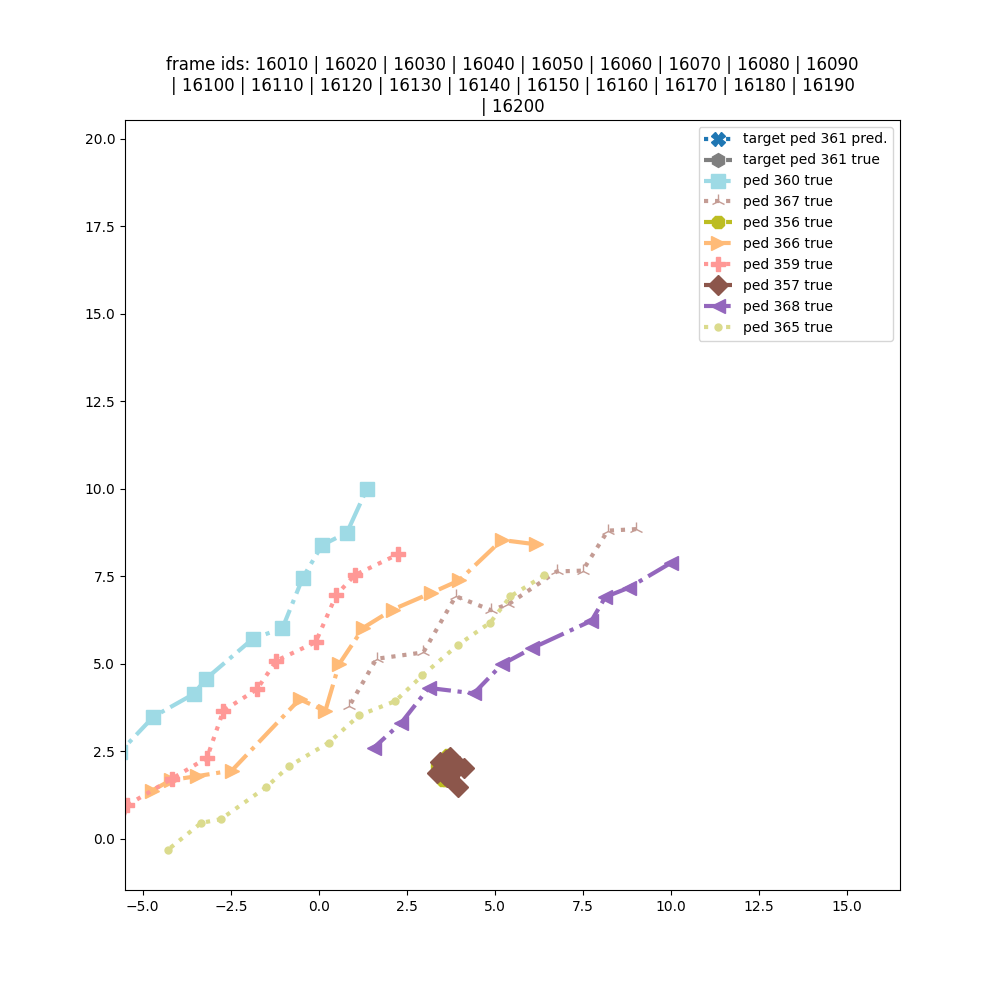 frame ids: 16010 | 16020 | 16030 | 16040 | 16050 | 16060 | 16070 | 16080 | 16090
| 16100 | 16110 | 16120 | 16130 | 16140 | 16150 | 16160 | 16170 | 16180 | 16190
| 16200
target ped 361 pred.
target ped 361 true
ped 360 true
ped 367 true
ped 356 true
ped 366 true
ped 359 true
ped 357 true
ped 368 true
ped 365 true
20.0
17.5
15.0
12.5
10.0
7.5
5.0
2.5
0.0
−5.0 −2.5 0.0 2.5 5.0 7.5 10.0 12.5 15.0